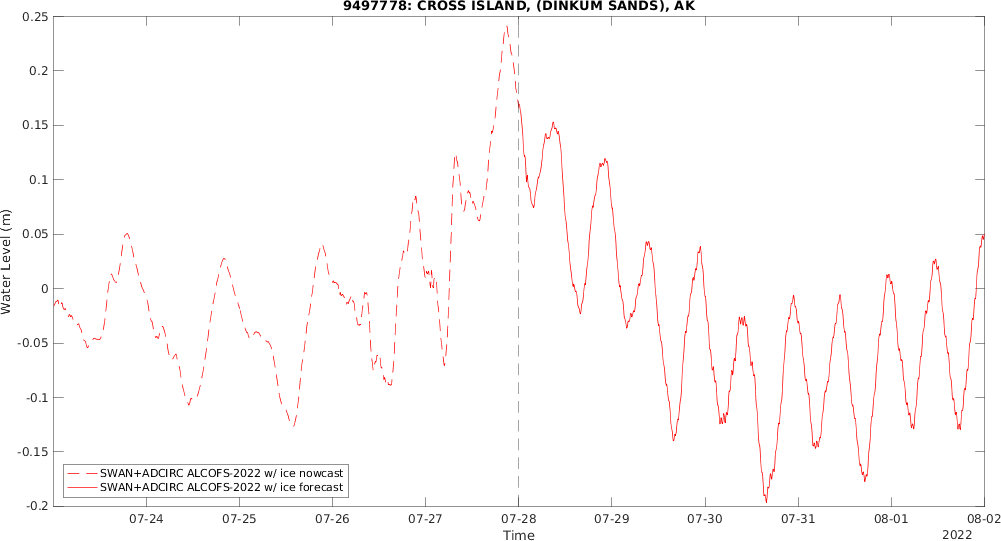 9497778: CROSS ISLAND, (DINKUM SANDS), AK
0.25
0.2
0.15
0.1
0.05
0
-0.05
-0.1
-0.15
-0.2
Water Level (m)
SWAN+ADCIRC ALCOFS-2022 w/ ice nowcast
SWAN+ADCIRC ALCOFS-2022 w/ ice forecast
07-24 07-25 07-26 07-27 07-28 07-29 07-30 07-31 08-01 08-02
Time
2022